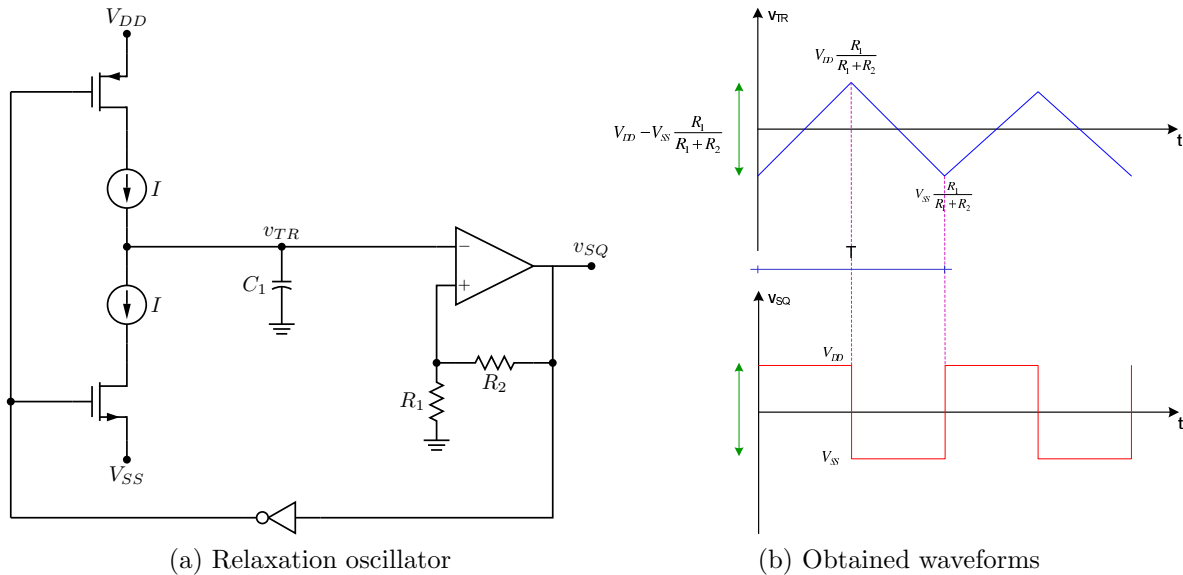 V_DD
I
v_TR
I
C_1
−
+
v_SQ
R_2
R_1
V_SS
(a) Relaxation oscillator
v_TR
V_DD R_1/(R_1+R_2)
V_DD − V_SS R_1/(R_1+R_2)
t
V_SS R_1/(R_1+R_2)
T
v_SQ
V_DD
t
V_SS
(b) Obtained waveforms